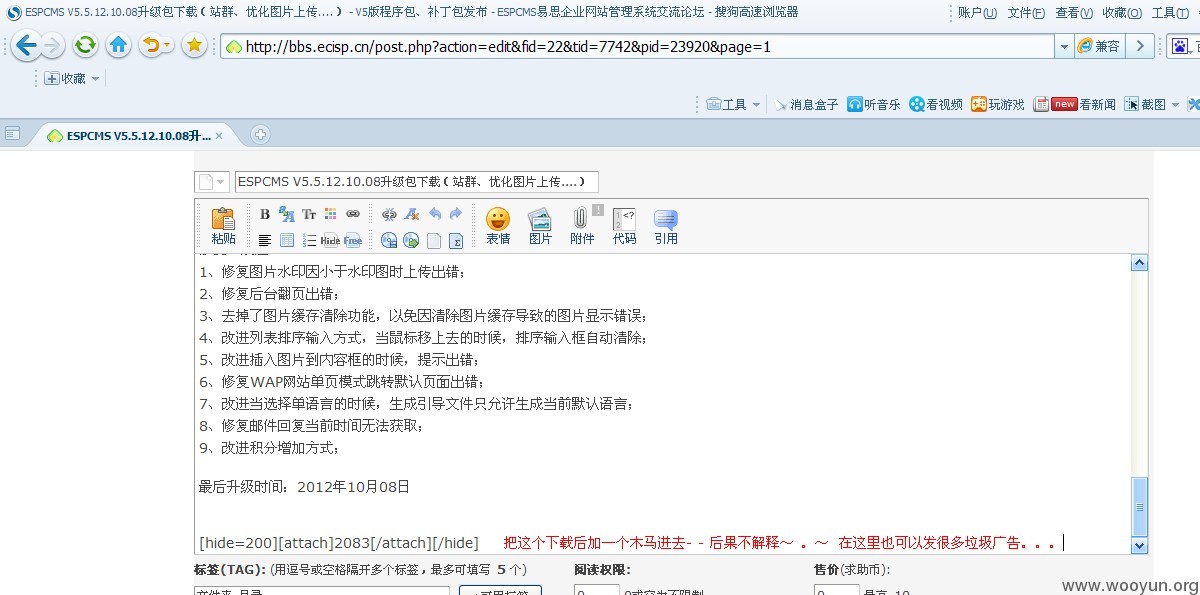 ESPCMS V5.5.12.10.08升级包下载（站群、优化图片上传....） - V5版程序包、补丁包发布 - ESPCMS易思企业网站管理系统交流论坛 - 搜狗高速浏览器
账户(U) 文件(F) 查看(V) 收藏(O) 工具(T)
http://bbs.ecisp.cn/post.php?action=edit&fid=22&tid=7742&pid=23920&page=1
兼容
收藏
工具 消息盒子 听音乐 看视频 玩游戏 new 看新闻 截图
ESPCMS V5.5.12.10.08升...
ESPCMS V5.5.12.10.08升级包下载（站群、优化图片上传....）
B Tr
粘贴 Hide Free 表情 图片 附件 代码 引用
1、修复图片水印因小于水印图时上传出错；
2、修复后台翻页出错；
3、去掉了图片缓存清除功能，以免因清除图片缓存导致的图片显示错误；
4、改进列表排序输入方式，当鼠标移上去的时候，排序输入框自动清除；
5、改进插入图片到内容框的时候，提示出错；
6、修复WAP网站单页模式跳转默认页面出错；
7、改进当选择单语言的时候，生成引导文件只允许生成当前默认语言；
8、修复邮件回复当前时间无法获取；
9、改进积分增加方式；
最后升级时间：2012年10月08日
[hide=200][attach]2083[/attach][/hide] 把这个下载后加一个木马进去- - 后果不解释～ 。～ 在这里也可以发很多垃圾广告。。。
标签(TAG): (用逗号或空格隔开多个标签，最多可填写 5 个) 阅读权限: 售价(求助币):
www.wooyun.org